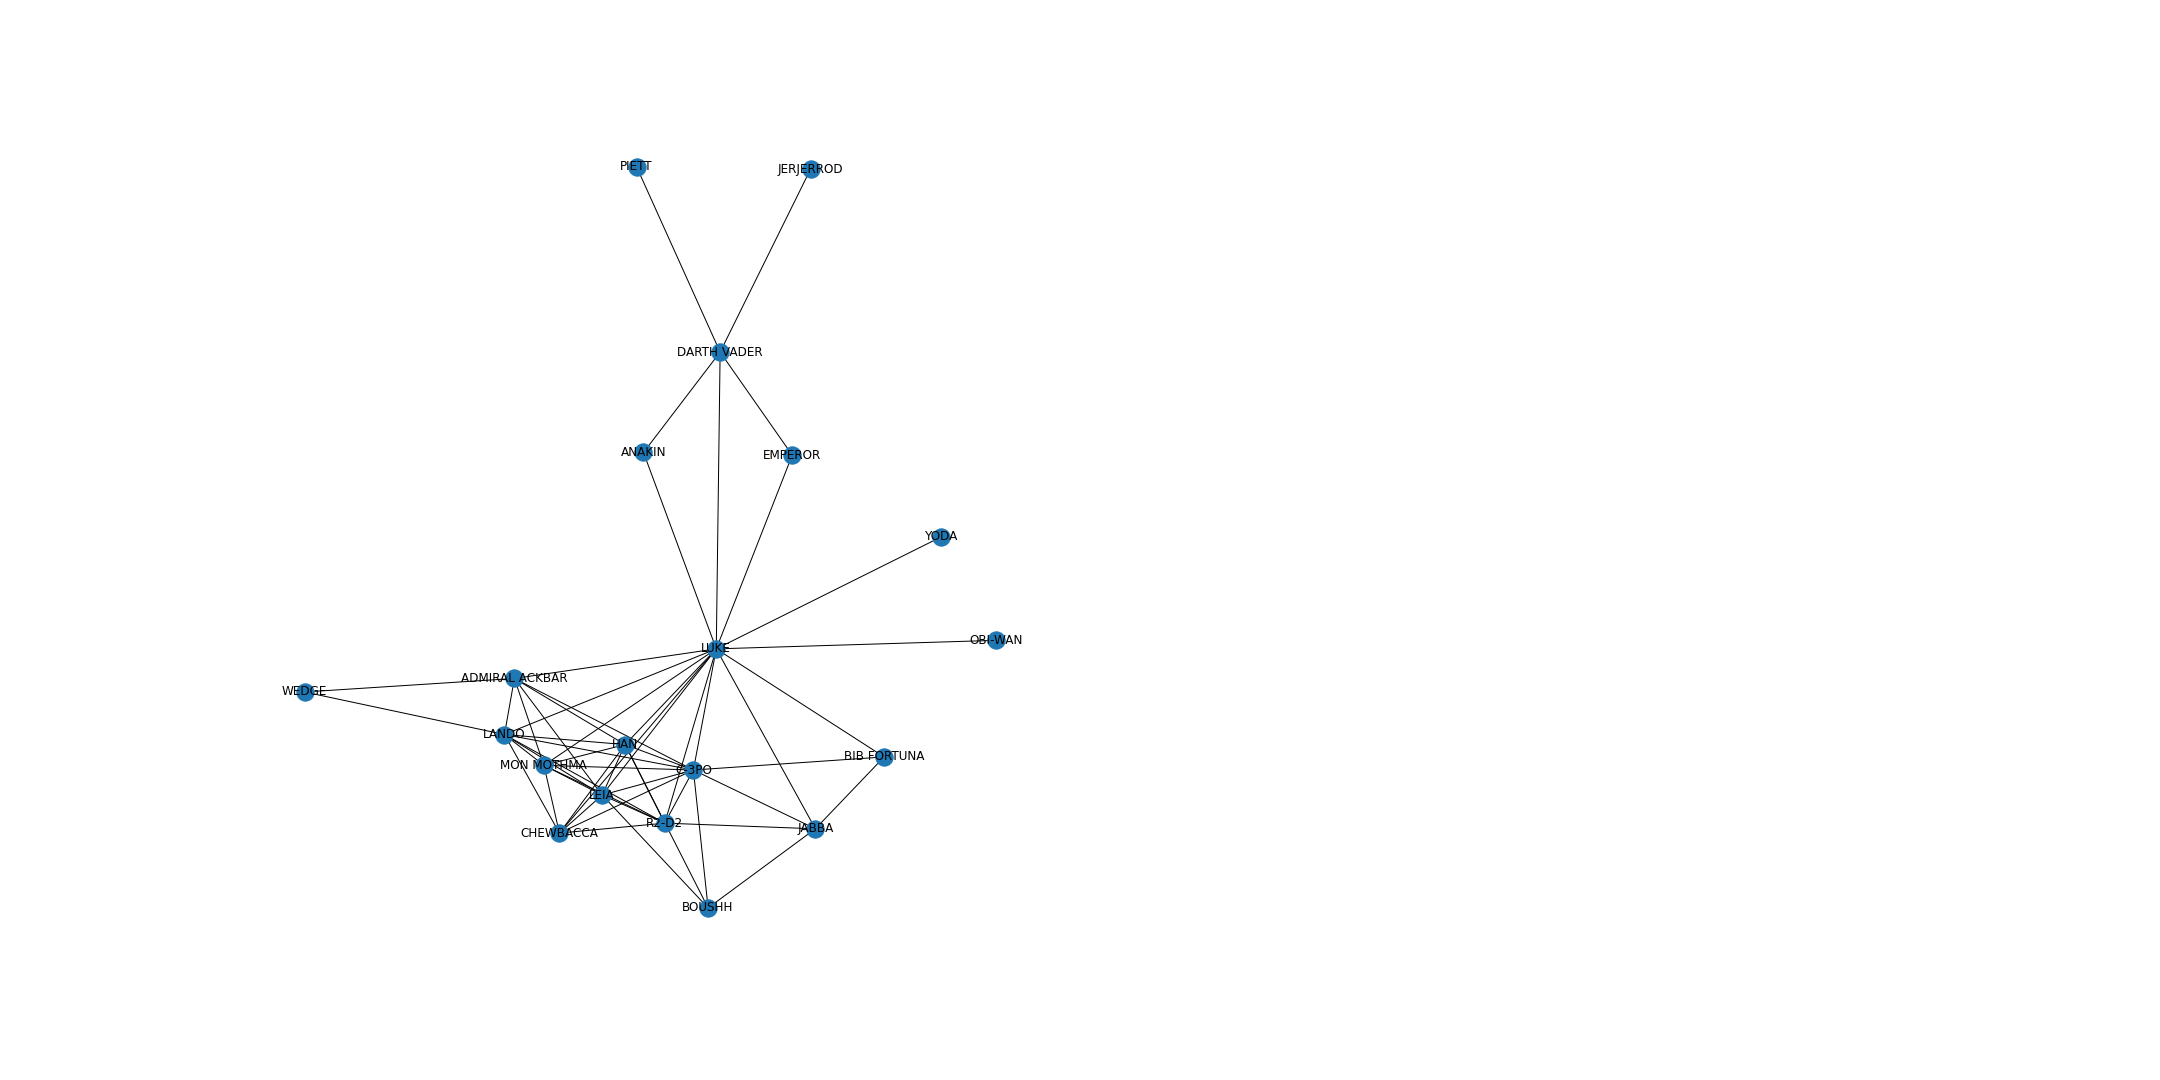 PIETT
JERJERROD
DARTH VADER
ANAKIN
EMPEROR
YODA
OBI-WAN
LUKE
ADMIRAL ACKBAR
WEDGE
LANDO
HAN
BIB FORTUNA
MON MOTHMA
C-3PO
LEIA
R2-D2
JABBA
CHEWBACCA
BOUSHH